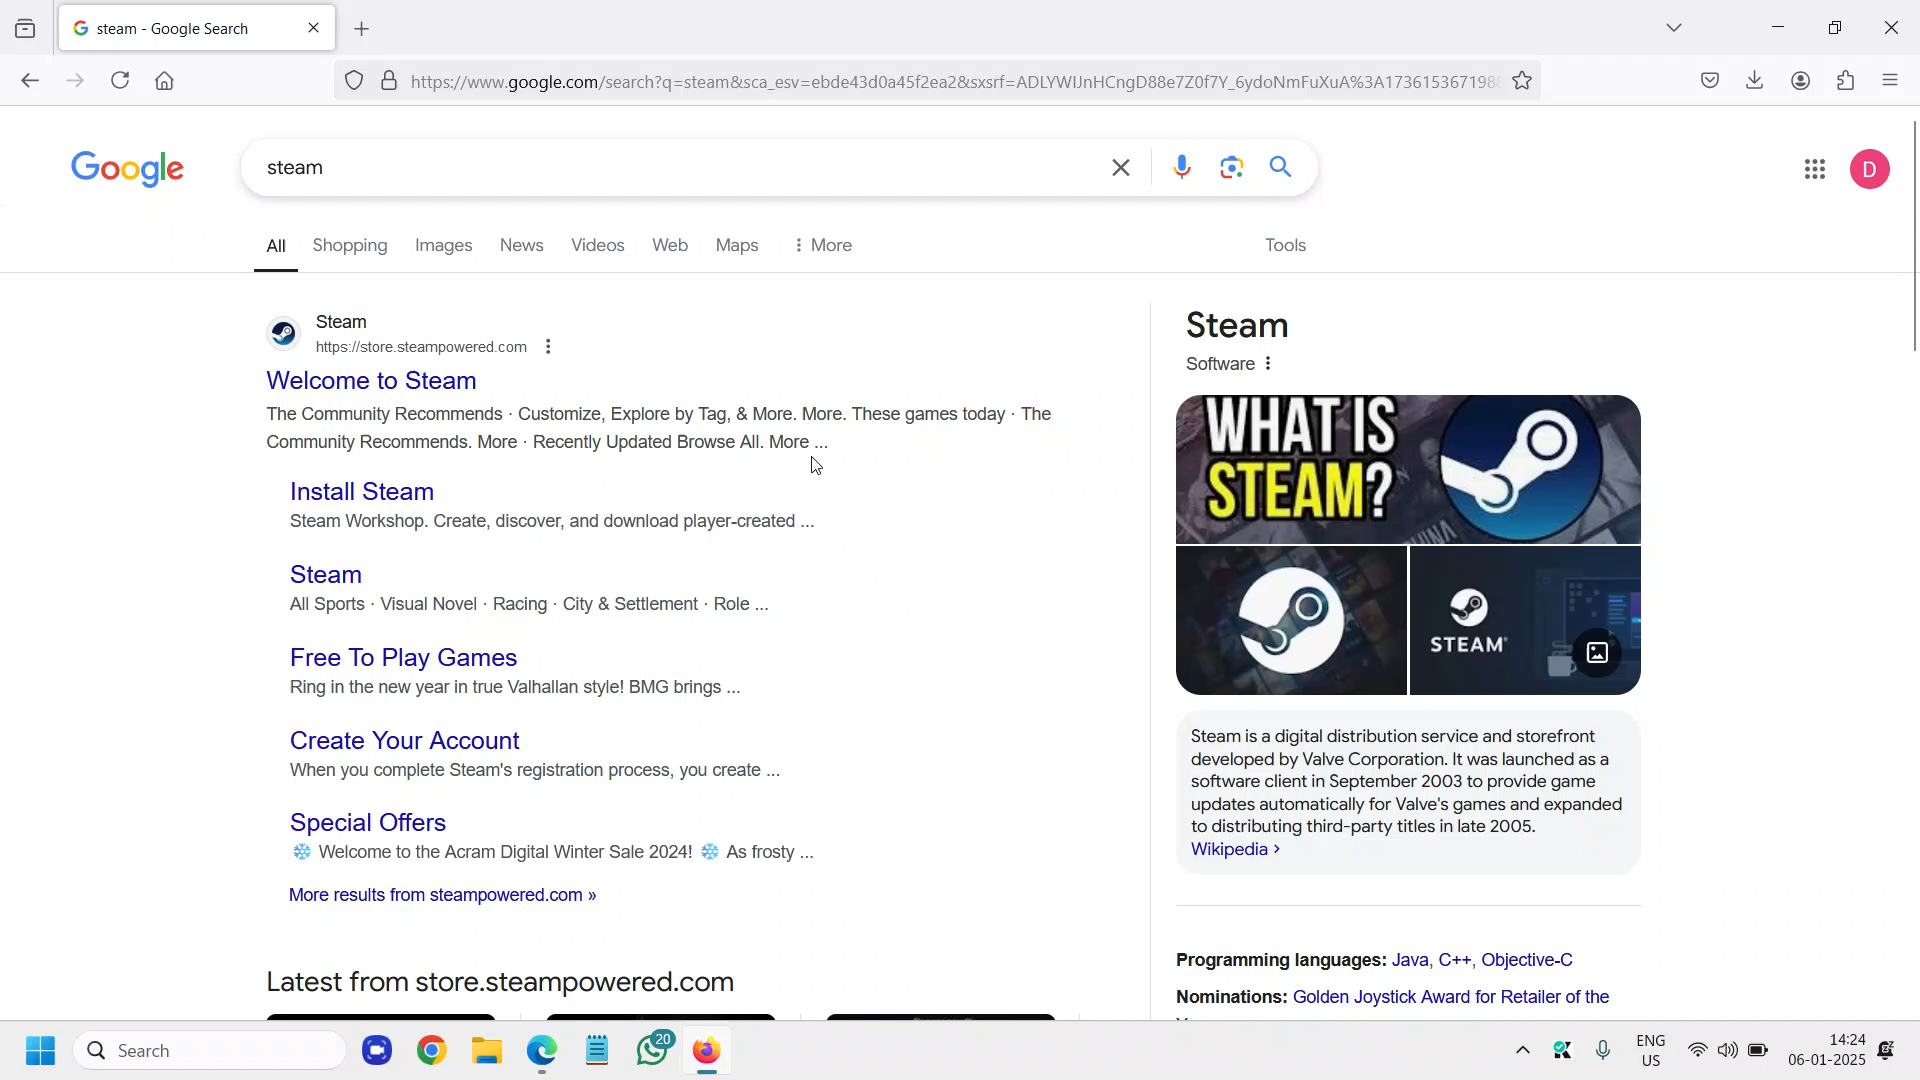 steam - Google Search
https://www.google.com/search?q=steam&sca_esv=ebde43d0a45f2ea2&sxsrf=
Google
steam
D
All Shopping Images News Videos Web Maps More Tools
Steam
https://store.steampowered.com
Welcome to Steam
The Community Recommends · Customize, Explore by Tag, & More. More. These games today · The
Community Recommends. More · Recently Updated Browse All. More ...
Install Steam
Steam Workshop. Create, discover, and download player-created ...
Steam
All Sports · Visual Novel · Racing · City & Settlement · Role ...
Free To Play Games
Ring in the new year in true Valhallan style! BMG brings ...
Create Your Account
When you complete Steam's registration process, you create ...
Special Offers
❄️ Welcome to the Acram Digital Winter Sale 2024! ❄️ As frosty ...
More results from steampowered.com »
Latest from store.steampowered.com
Steam
Software
WHAT IS
STEAM?
STEAM
Steam is a digital distribution service and storefront
developed by Valve Corporation. It was launched as a
software client in September 2003 to provide game
updates automatically for Valve's games and expanded
to distributing third-party titles in late 2005.
Wikipedia ›
Programming languages: Java, C++, Objective-C
Nominations: Golden Joystick Award for Retailer of the
Search
20
ENG
US
14:24
06-01-2025